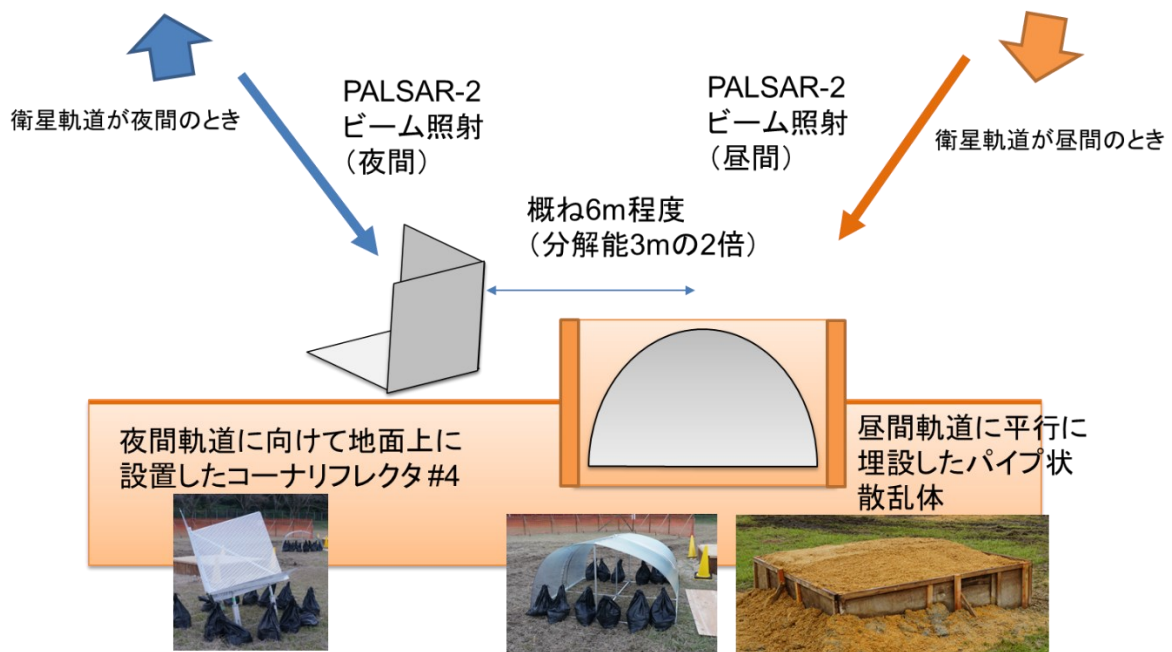 衛星軌道が夜間のとき
PALSAR-2
ビーム照射
（夜間）
PALSAR-2
ビーム照射
（昼間）
衛星軌道が昼間のとき
概ね6m程度
（分解能3mの2倍）
夜間軌道に向けて地面上に
設置したコーナリフレクタ#4
昼間軌道に平行に
埋設したパイプ状
散乱体